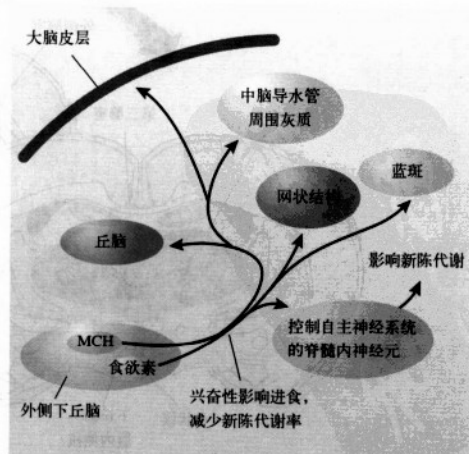 大脑皮层
中脑导水管
周围灰质
蓝斑
网状结构
丘脑
影响新陈代谢
MCH
食欲素
控制自主神经系统
的脊髓内神经元
外侧下丘脑
兴奋性影响进食，
减少新陈代谢率